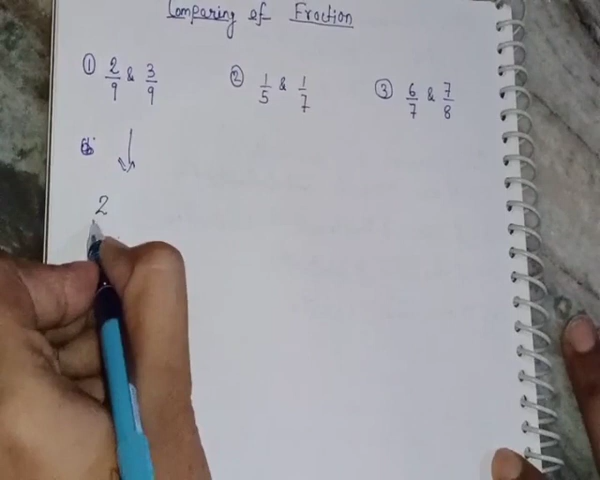 Comparing of Fraction
① 2/9 & 3/9 ② 1/5 & 1/7 ③ 6/7 & 7/8
2